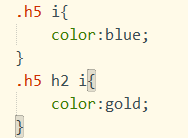 .h5 i{
    color:blue;
}
.h5 h2 i{
    color:gold;
}